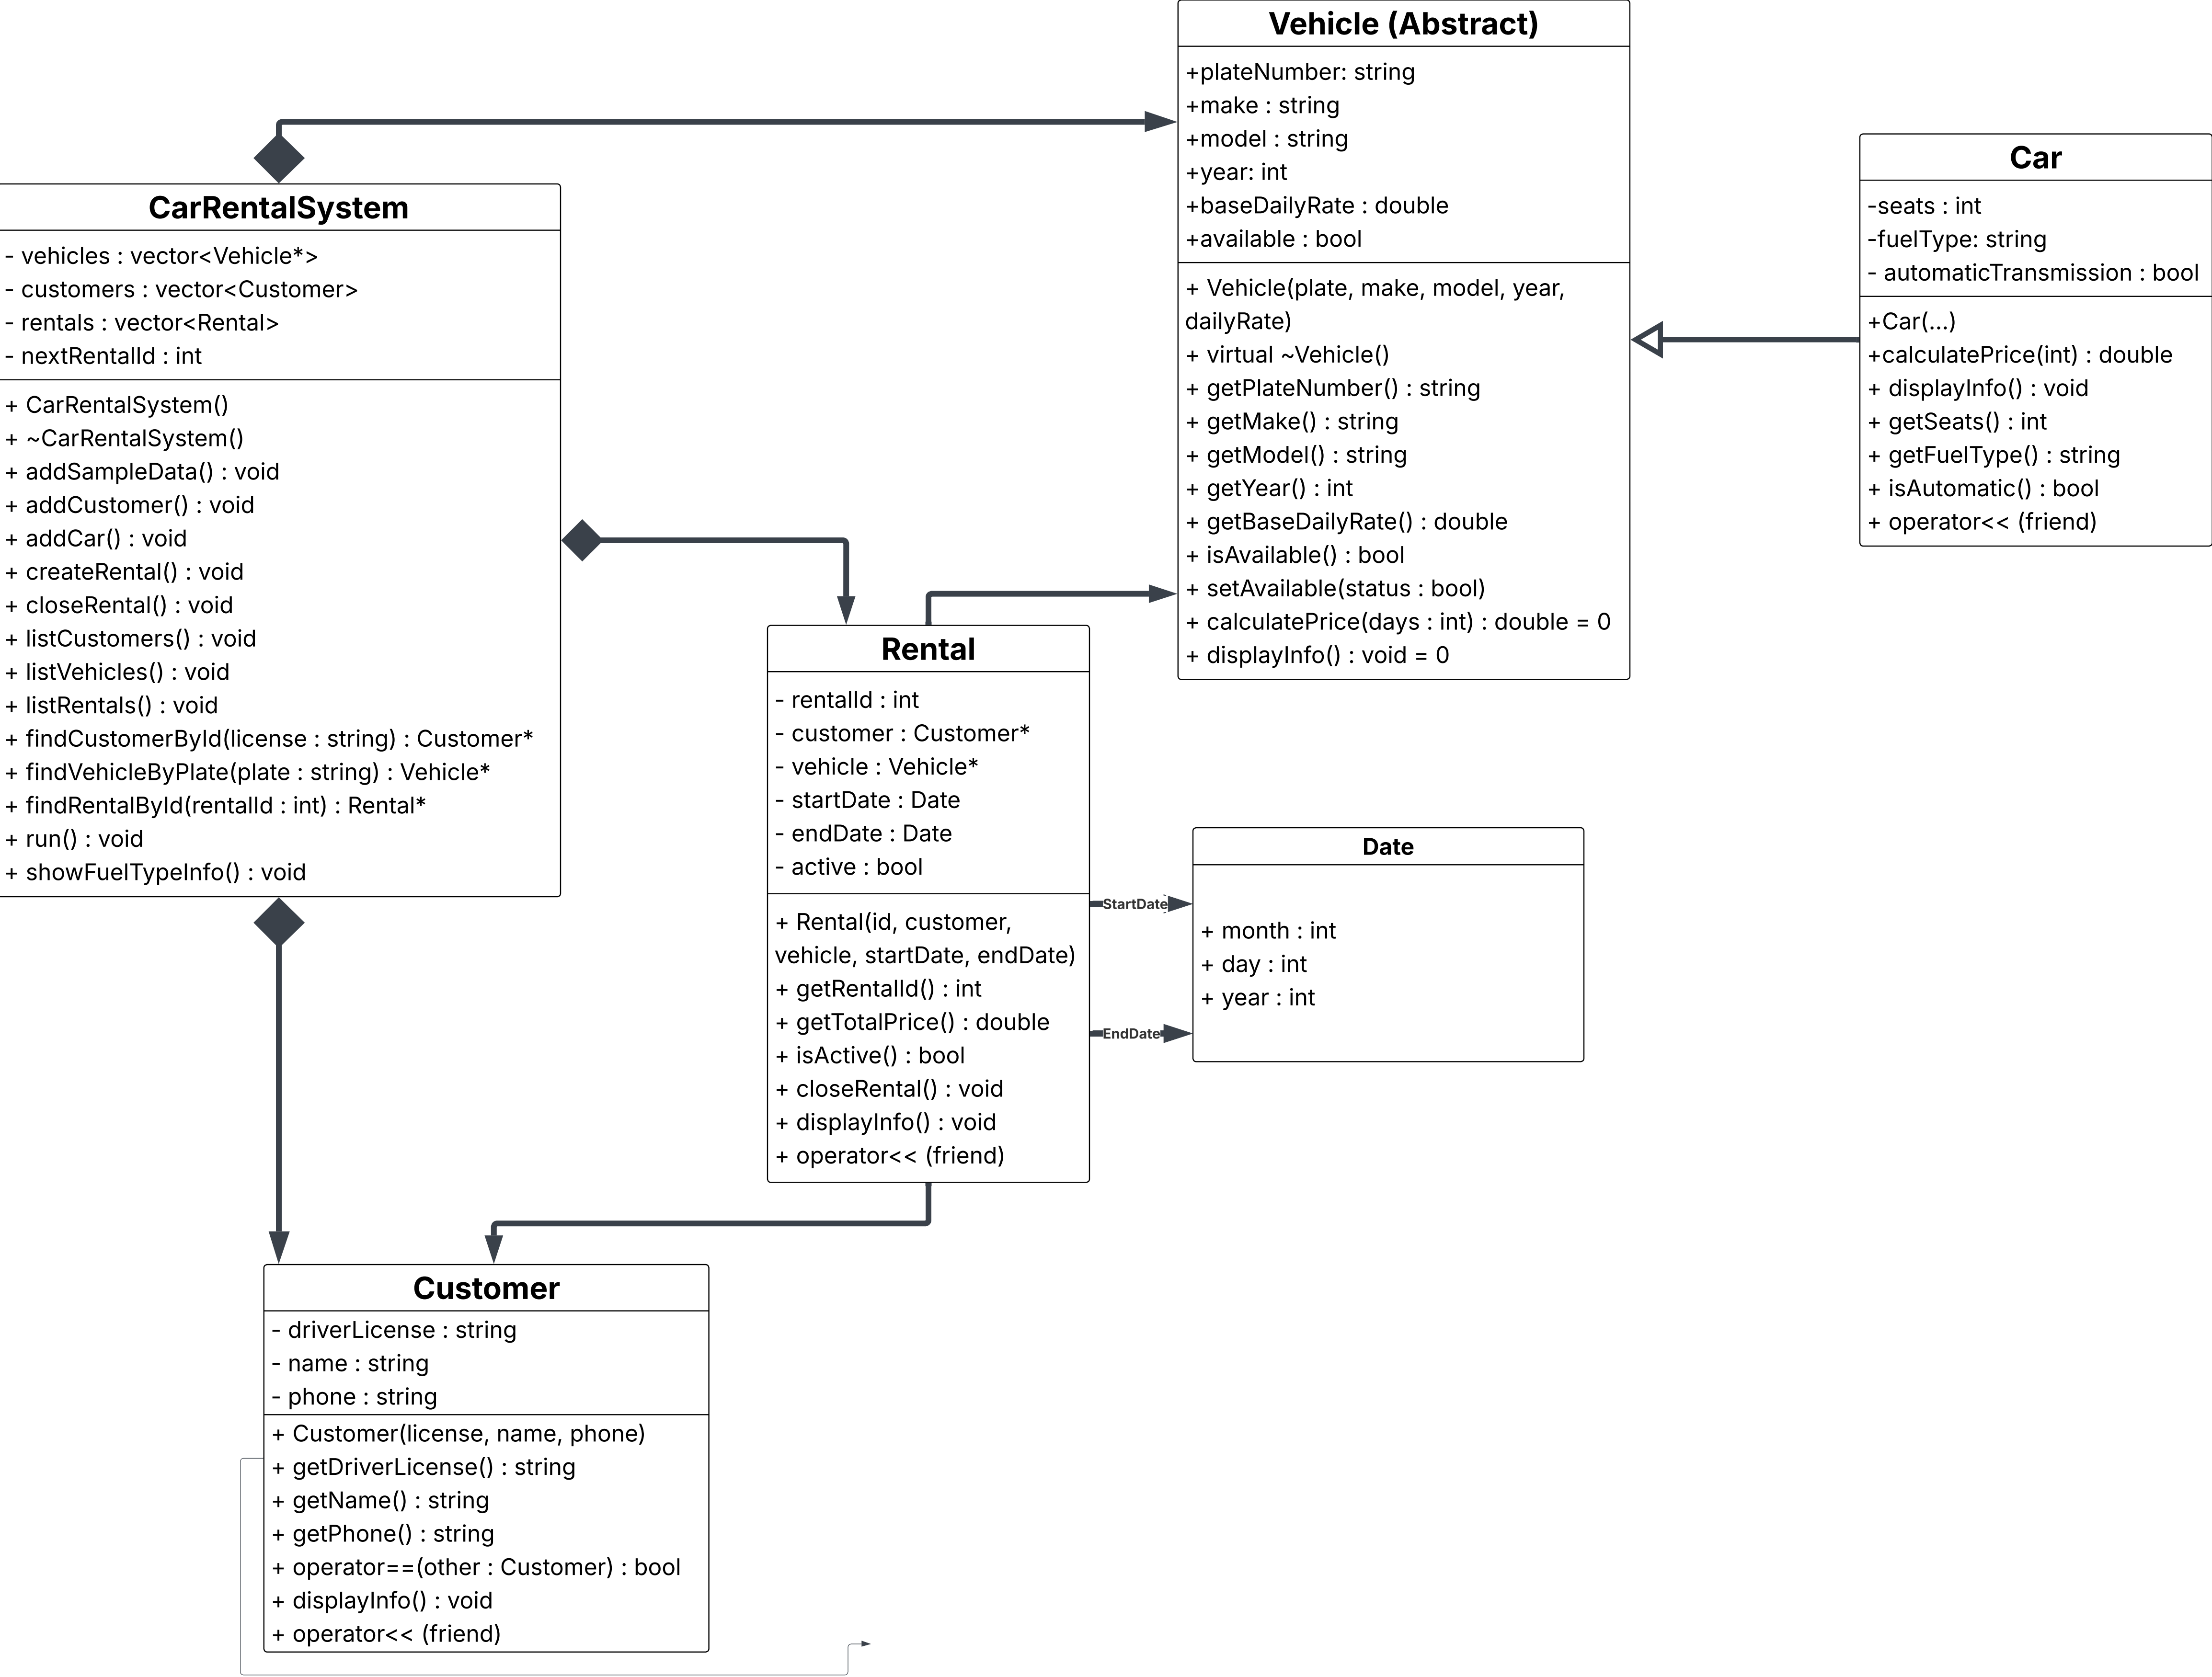 Vehicle (Abstract)
+plateNumber: string
+make : string
+model : string
+year: int
+baseDailyRate : double
+available : bool
+ Vehicle(plate, make, model, year,
dailyRate)
+ virtual ~Vehicle()
+ getPlateNumber() : string
+ getMake() : string
+ getModel() : string
+ getYear() : int
+ getBaseDailyRate() : double
+ isAvailable() : bool
+ setAvailable(status : bool)
+ calculatePrice(days : int) : double = 0
+ displayInfo() : void = 0
Car
-seats : int
-fuelType: string
- automaticTransmission : bool
+Car(...)
+calculatePrice(int) : double
+ displayInfo() : void
+ getSeats() : int
+ getFuelType() : string
+ isAutomatic() : bool
+ operator<< (friend)
CarRentalSystem
- vehicles : vector<Vehicle*>
- customers : vector<Customer>
- rentals : vector<Rental>
- nextRentalId : int
+ CarRentalSystem()
+ ~CarRentalSystem()
+ addSampleData() : void
+ addCustomer() : void
+ addCar() : void
+ createRental() : void
+ closeRental() : void
+ listCustomers() : void
+ listVehicles() : void
+ listRentals() : void
+ findCustomerById(license : string) : Customer*
+ findVehicleByPlate(plate : string) : Vehicle*
+ findRentalById(rentalId : int) : Rental*
+ run() : void
+ showFuelTypeInfo() : void
Rental
- rentalId : int
- customer : Customer*
- vehicle : Vehicle*
- startDate : Date
- endDate : Date
- active : bool
+ Rental(id, customer,
vehicle, startDate, endDate)
+ getRentalId() : int
+ getTotalPrice() : double
+ isActive() : bool
+ closeRental() : void
+ displayInfo() : void
+ operator<< (friend)
StartDate
EndDate
Date
+ month : int
+ day : int
+ year : int
Customer
- driverLicense : string
- name : string
- phone : string
+ Customer(license, name, phone)
+ getDriverLicense() : string
+ getName() : string
+ getPhone() : string
+ operator==(other : Customer) : bool
+ displayInfo() : void
+ operator<< (friend)